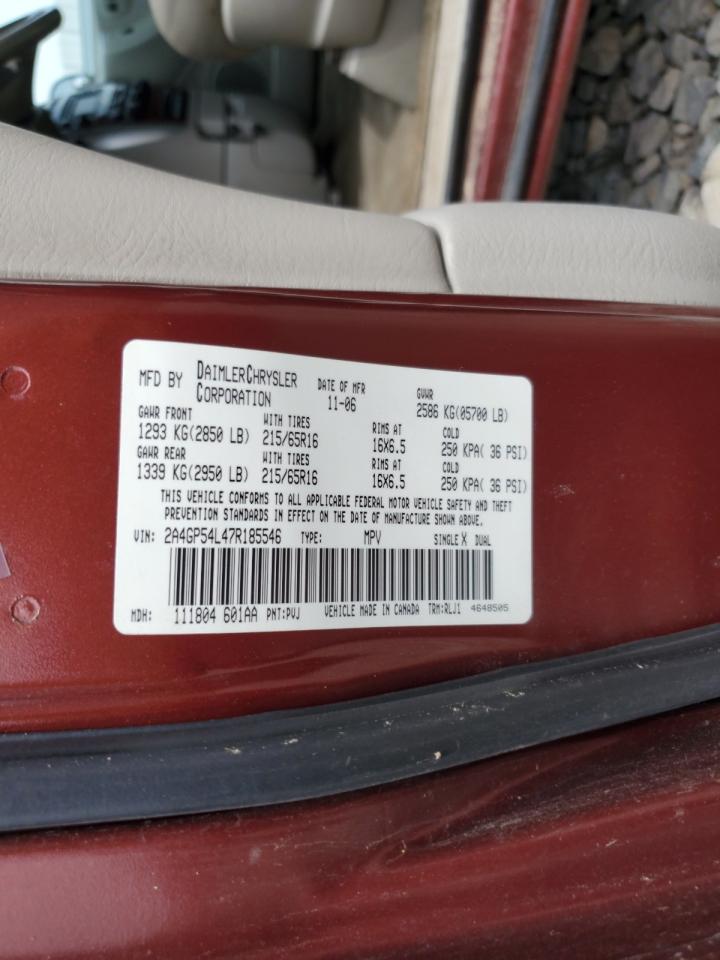 MFD BY DAIMLERCHRYSLER CORPORATION DATE OF MFR 11-06 GVWR 2586 KG(05700 LB)
GAWR FRONT WITH TIRES RIMS AT COLD
1293 KG(2850 LB) 215/65R16 16X6.5 250 KPA( 36 PSI)
GAWR REAR WITH TIRES RIMS AT COLD
1339 KG(2950 LB) 215/65R16 16X6.5 250 KPA( 36 PSI)
THIS VEHICLE CONFORMS TO ALL APPLICABLE FEDERAL MOTOR VEHICLE SAFETY AND THEFT
PREVENTION STANDARDS IN EFFECT ON THE DATE OF MANUFACTURE SHOWN ABOVE.
VIN: 2A4GP54L47R185546 TYPE: MPV SINGLE X DUAL
MDH: 111804 601AA PNT:PVJ VEHICLE MADE IN CANADA TRM:RLJ1 4648505